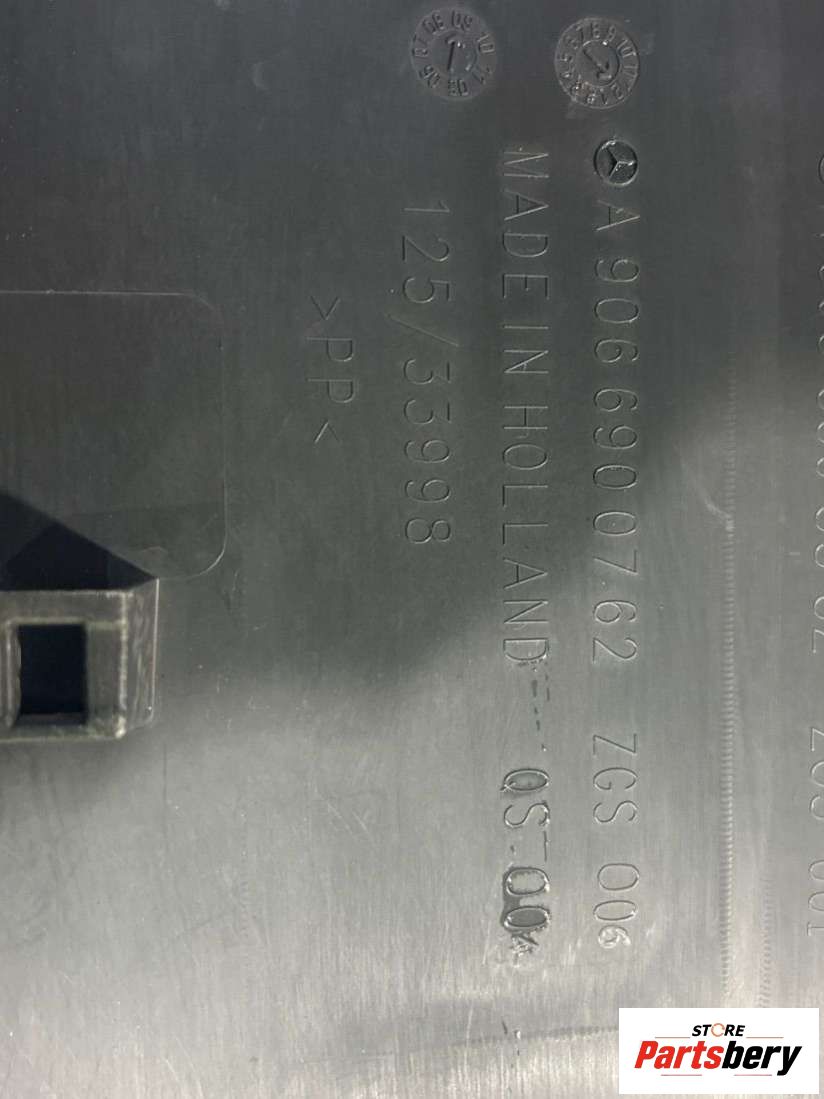 A 906 690 07 62 ZGS 006
MADE IN HOLLAND QS 00
125/33998
>PP<
STORE
Partsbery